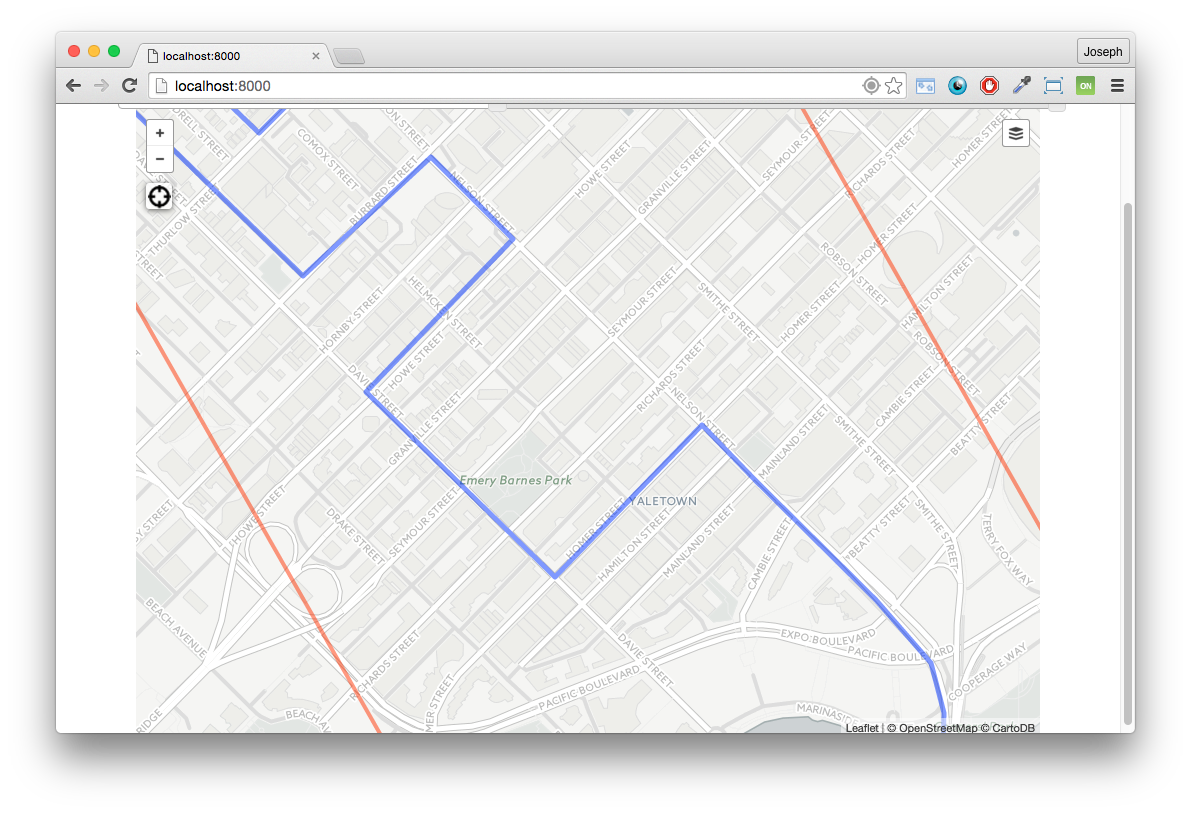 localhost:8000
Joseph
localhost:8000
ON
+
−
COMOX STREET
THURLOW STREET
BURRARD STREET
NELSON STREET
HOWE STREET
GRANVILLE STREET
SEYMOUR STREET
RICHARDS STREET
HOMER STREET
HOMER STREET
ROBSON STREET
HAMILTON STREET
HORNBY STREET
HELMCKEN STREET
SEYMOUR STREET
SMITHE STREET
HOMER STREET
ROBSON STREET
HOWE STREET
DAVIE STREET
RICHARDS STREET
CAMBIE STREET
BEATTY STREET
GRANVILLE STREET
NELSON STREET
MAINLAND STREET
SMITHE STREET
Emery Barnes Park
YALETOWN
HOWE STREET
DRAKE STREET
SEYMOUR STREET
HOMER STREET
HAMILTON STREET
MAINLAND STREET
CAMBIE STREET
BEATTY STREET
SMITHE STREET
TERRY FOX WAY
BEACH AVENUE
RICHARDS STREET
DAVIE STREET
EXPO BOULEVARD
PACIFIC BOULEVARD
COOPERAGE WAY
PACIFIC BOULEVARD
Leaflet | © OpenStreetMap © CartoDB